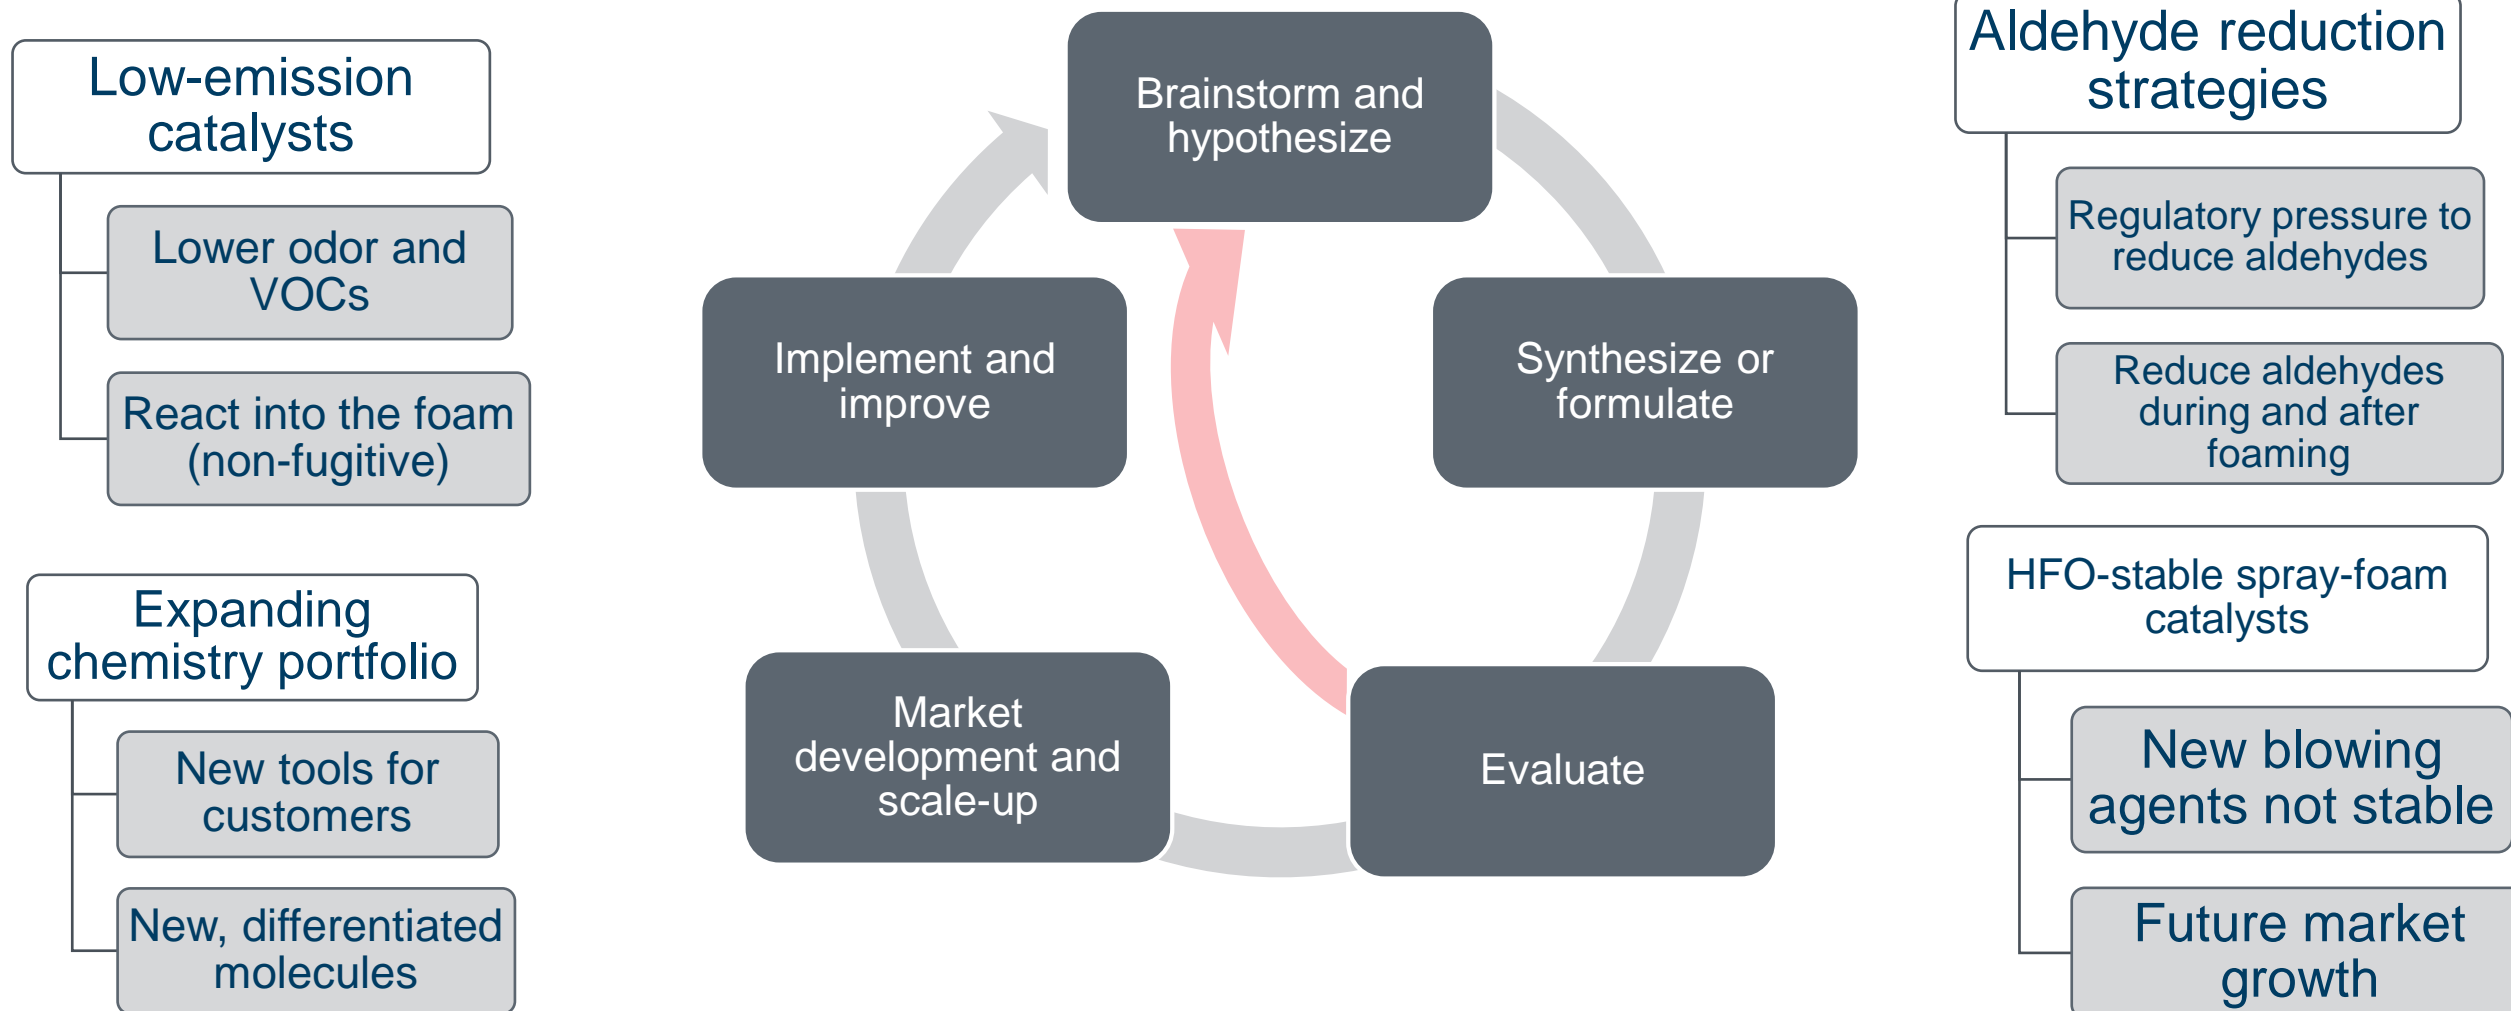 Low-emission
catalysts
Lower odor and
VOCs
React into the foam
(non-fugitive)
Expanding
chemistry portfolio
New tools for
customers
New, differentiated
molecules
Brainstorm and
hypothesize
Synthesize or
formulate
Evaluate
Market
development and
scale-up
Implement and
improve
Aldehyde reduction
strategies
Regulatory pressure to
reduce aldehydes
Reduce aldehydes
during and after
foaming
HFO-stable spray-foam
catalysts
New blowing
agents not stable
Future market
growth